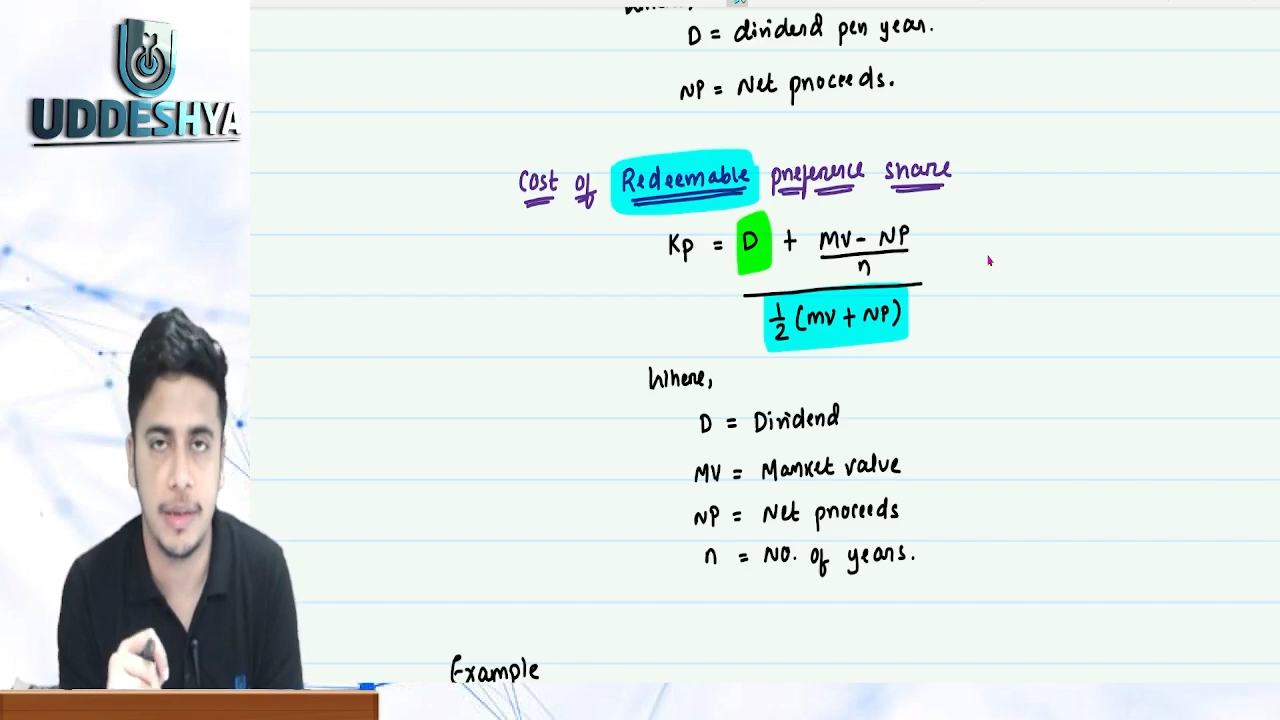 UDDESHYA
D = dividend per year.
NP = Net proceeds.
Cost of Redeemable preference share
Kp = D + MV - NP
n
1/2 (MV + NP)
Where,
D = Dividend
MV = Market value
NP = Net proceeds
n = NO. of years.
Example